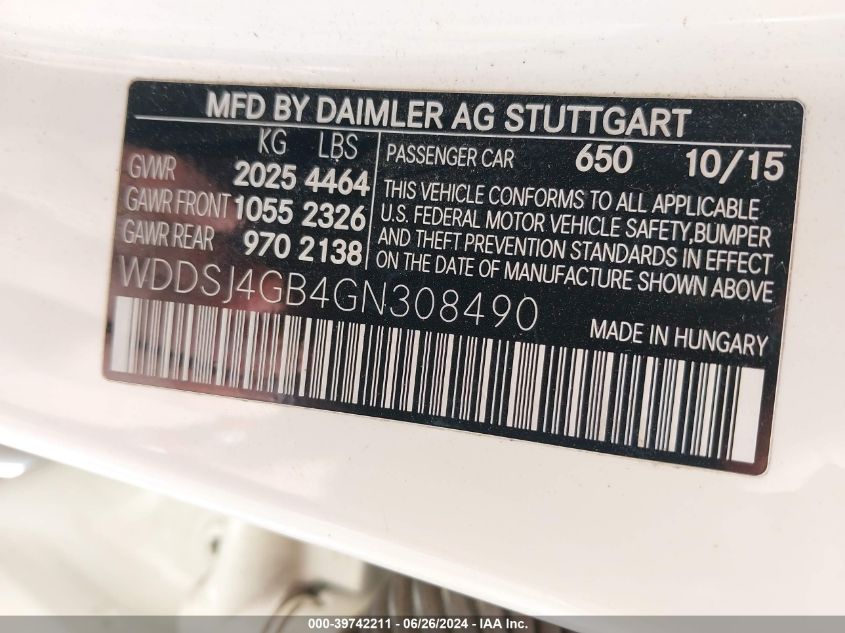 MFD BY DAIMLER AG STUTTGART
KG LBS
GVWR 2025 4464
GAWR FRONT 1055 2326
GAWR REAR 970 2138
PASSENGER CAR 650 10/15
THIS VEHICLE CONFORMS TO ALL APPLICABLE
U.S. FEDERAL MOTOR VEHICLE SAFETY,BUMPER
AND THEFT PREVENTION STANDARDS IN EFFECT
ON THE DATE OF MANUFACTURE SHOWN ABOVE
WDDSJ4GB4GN308490
MADE IN HUNGARY
000-39742211 - 06/26/2024 - IAA Inc.